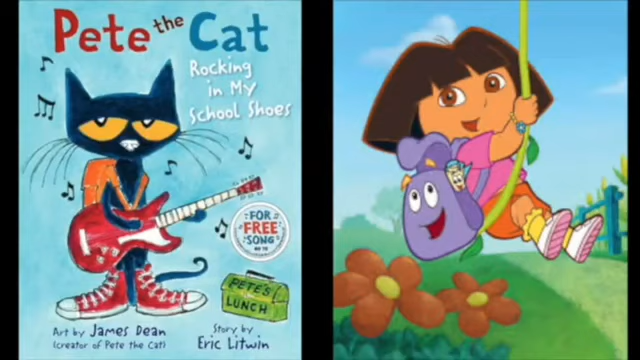 Pete the Cat
Rocking
in My
School Shoes
FOR
FREE
SONG
PETE'S
LUNCH
Art by James Dean
(creator of Pete the Cat)
Story by
Eric Litwin